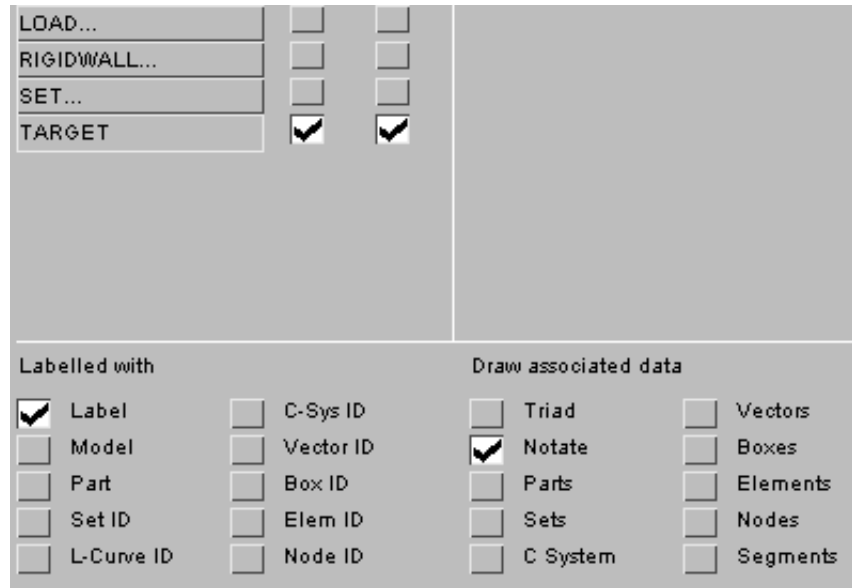 LOAD...
RIGIDWALL...
SET...
TARGET
Labelled with
Label
Model
Part
Set ID
L-Curve ID
C-Sys ID
Vector ID
Box ID
Elem ID
Node ID
Draw associated data
Triad
Notate
Parts
Sets
C System
Vectors
Boxes
Elements
Nodes
Segments